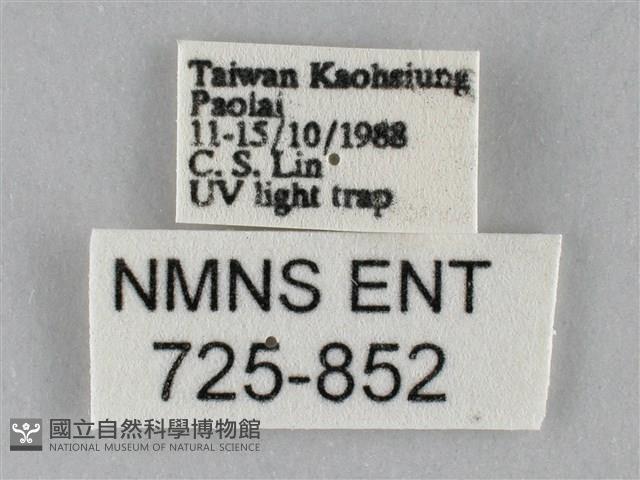 Taiwan Kaohsiung
Paolai
11-15/10/1988
C. S. Lin
UV light trap
NMNS ENT
725-852
國立自然科學博物館
NATIONAL MUSEUM OF NATURAL SCIENCE